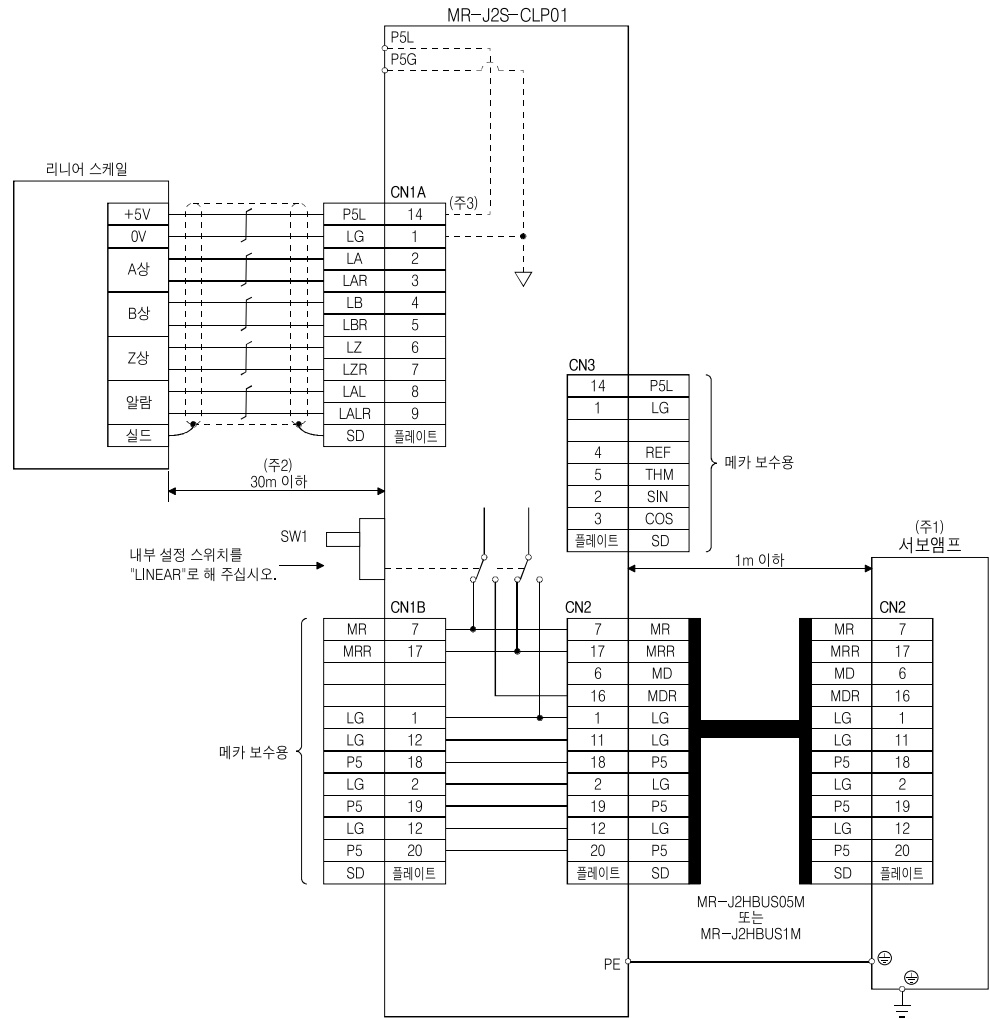 MR-J2S-CLP01
P5L
P5G
리니어 스케일
CN1A
(주3)
+5V P5L 14
0V LG 1
A상 LA 2
LAR 3
B상 LB 4
LBR 5
Z상 LZ 6
LZR 7
알람 LAL 8
LALR 9
실드 SD 플레이트
(주2)
30m 이하
CN3
14 P5L
1 LG
4 REF
5 THM
2 SIN
3 COS
플레이트 SD
메카 보수용
SW1
내부 설정 스위치를
"LINEAR"로 해 주십시오.
1m 이하
(주1)
서보앰프
CN1B CN2 CN2
MR 7 7 MR MR 7
MRR 17 17 MRR MRR 17
6 MD MD 6
16 MDR MDR 16
LG 1 1 LG LG 1
LG 12 11 LG LG 11
P5 18 18 P5 P5 18
LG 2 2 LG LG 2
P5 19 19 P5 P5 19
LG 12 12 LG LG 12
P5 20 20 P5 P5 20
SD 플레이트 플레이트 SD SD 플레이트
메카 보수용
MR-J2HBUS05M
또는
MR-J2HBUS1M
PE